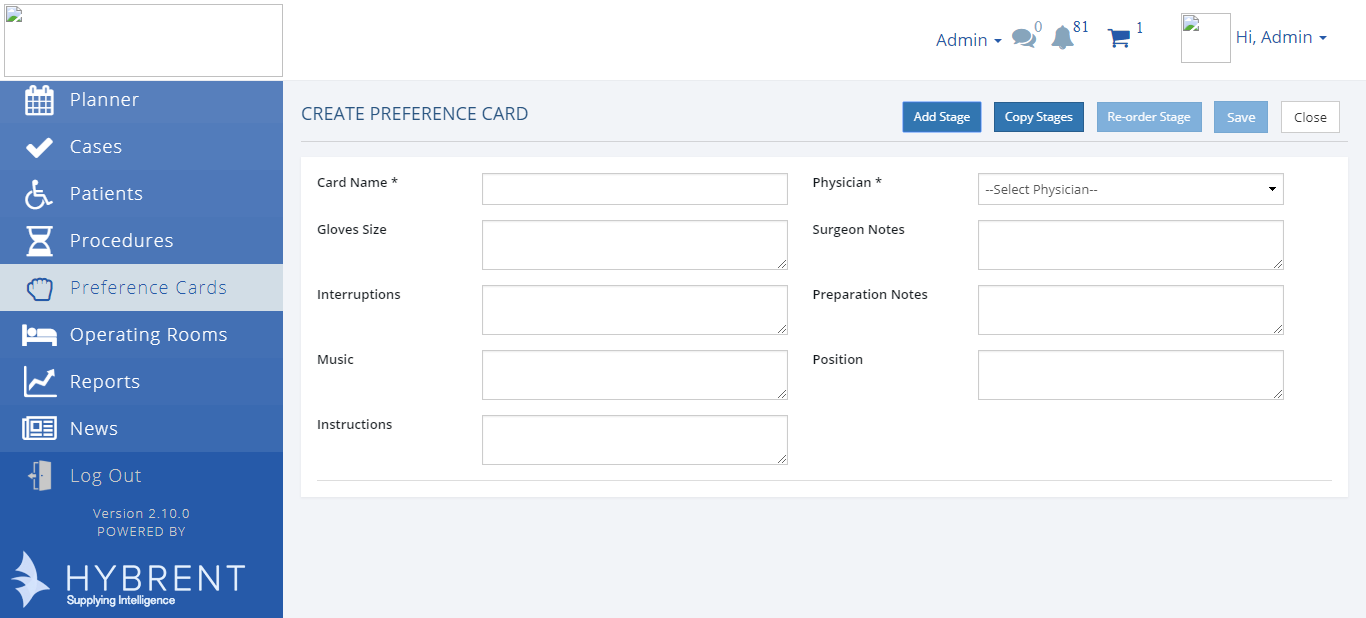 Admin 0 81 1 Hi, Admin
Planner
Cases
Patients
Procedures
Preference Cards
Operating Rooms
Reports
News
Log Out
Version 2.10.0
POWERED BY
HYBRENT
Supplying Intelligence
CREATE PREFERENCE CARD Add Stage Copy Stages Re-order Stage Save Close
Card Name * Physician * --Select Physician--
Gloves Size Surgeon Notes
Interruptions Preparation Notes
Music Position
Instructions